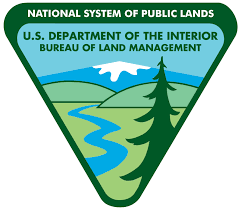 NATIONAL SYSTEM OF PUBLIC LANDS
U.S. DEPARTMENT OF THE INTERIOR
BUREAU OF LAND MANAGEMENT